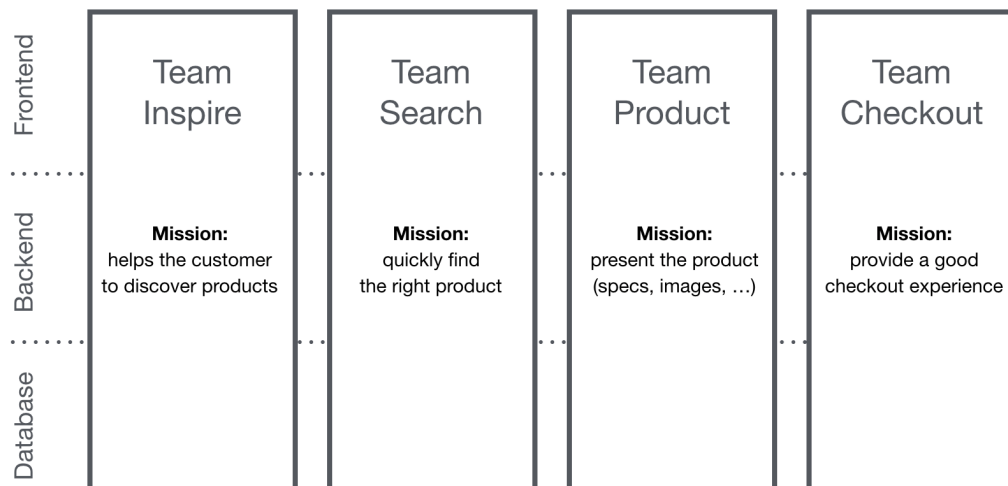 Frontend
Team
Inspire
Team
Search
Team
Product
Team
Checkout
Backend
Mission:
helps the customer
to discover products
Mission:
quickly find
the right product
Mission:
present the product
(specs, images, …)
Mission:
provide a good
checkout experience
Database